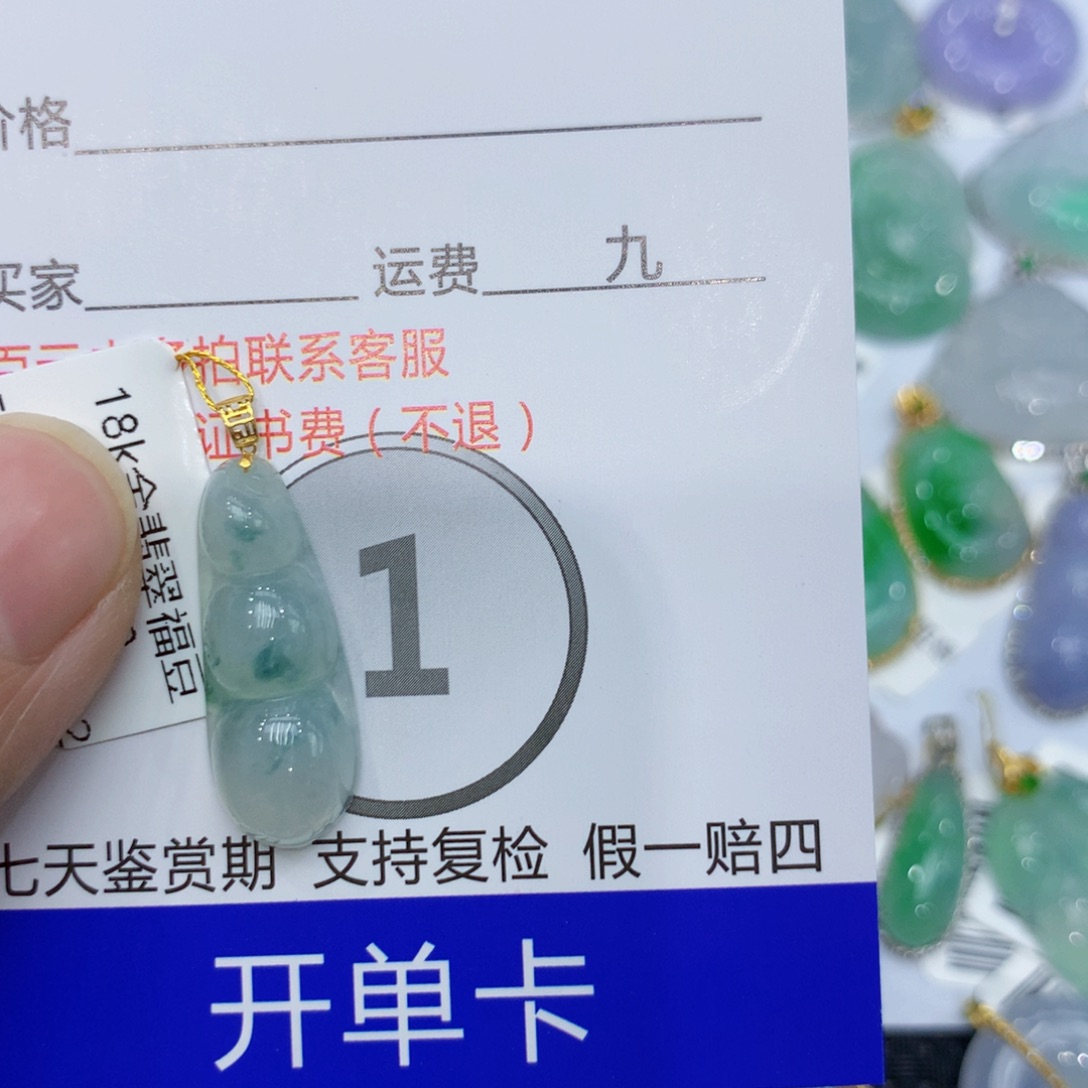 价格
买家 运费 九
拍联系客服
证书费（不退）
18k金翡翠福豆
1
七天鉴赏期 支持复检 假一赔四
开单卡